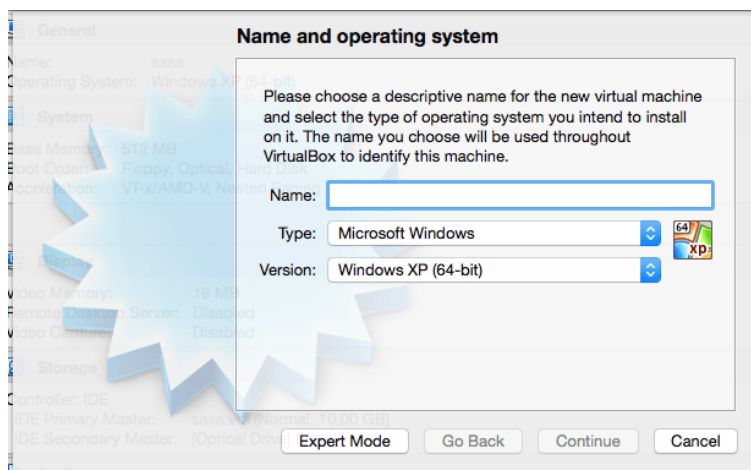 General
Name and operating system
Name: sasa
Operating System: Windows XP (64-bit)
System
Base Memory: 512 MB
Boot Order: Floppy, Optical, Hard Disk
Acceleration: VT-x/AMD-V, Nested Paging
Display
Video Memory: 16 MB
Remote Desktop Server: Disabled
Video Capture: Disabled
Storage
Controller: IDE
IDE Primary Master: sasa.vdi (Normal, 10,00 GB)
IDE Secondary Master: [Optical Drive]
Please choose a descriptive name for the new virtual machine
and select the type of operating system you intend to install
on it. The name you choose will be used throughout
VirtualBox to identify this machine.
Name:
Type: Microsoft Windows
64
XP
Version: Windows XP (64-bit)
Expert Mode Go Back Continue Cancel